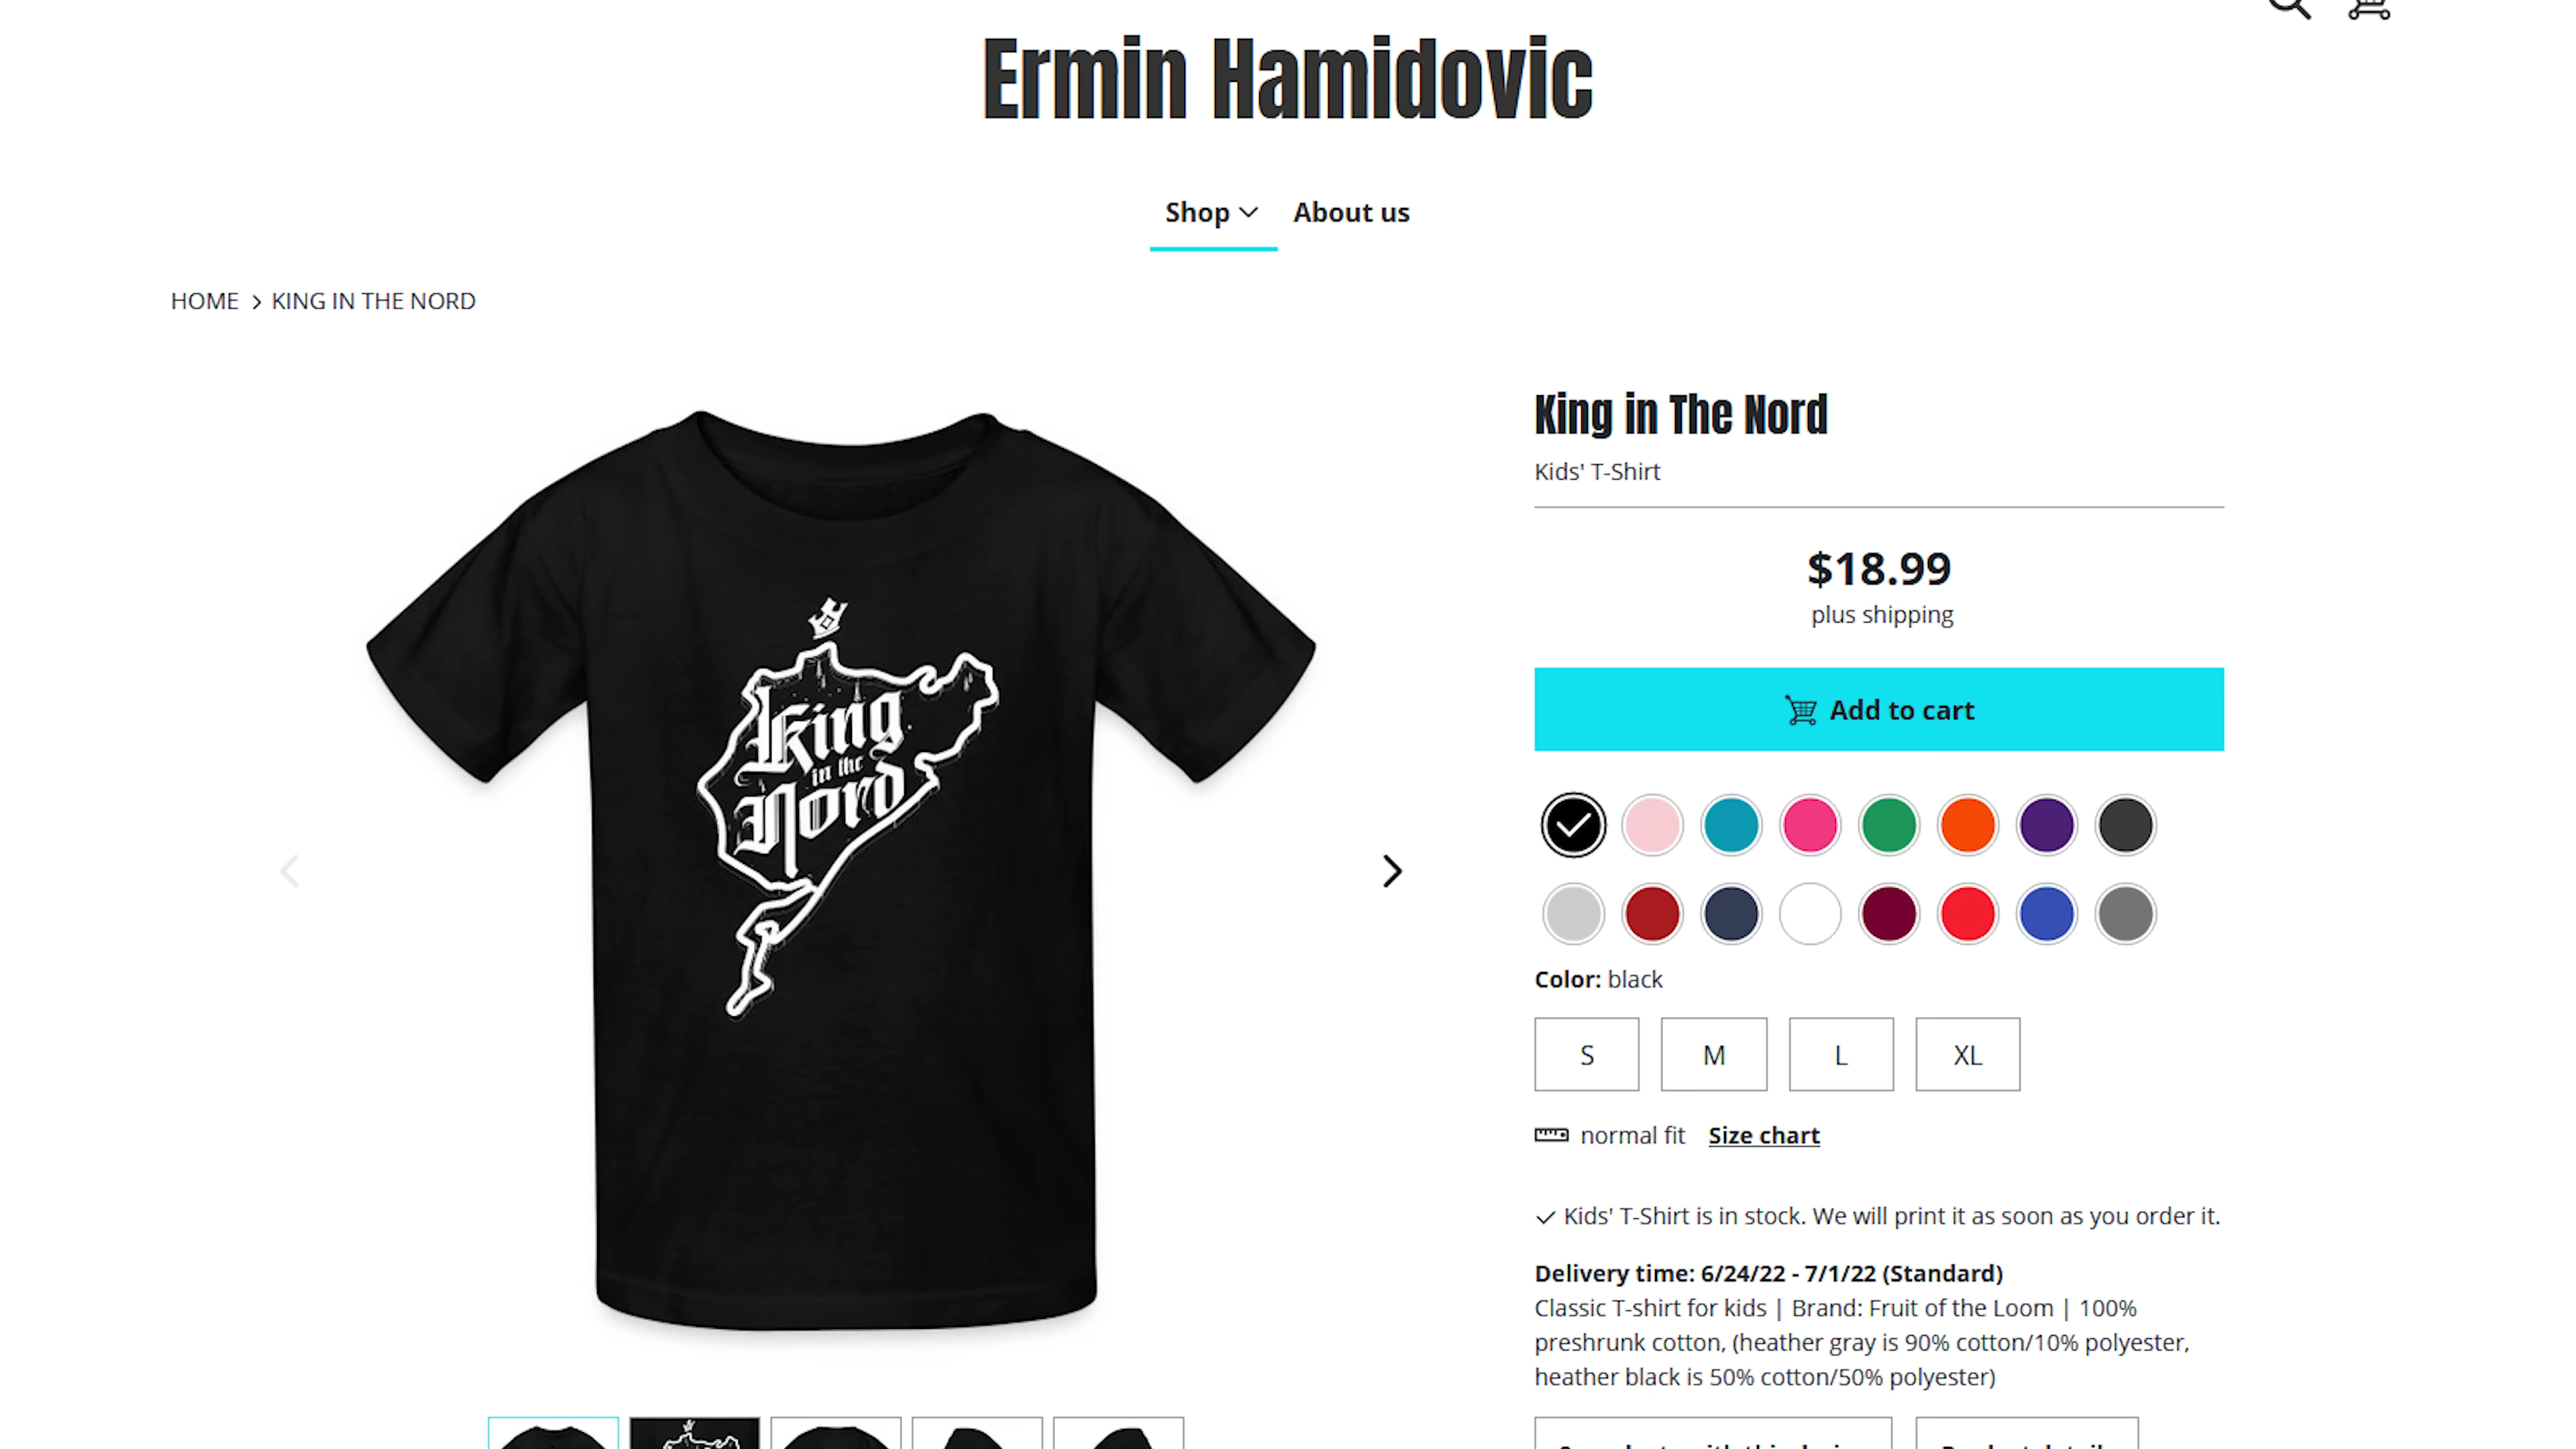 Ermin Hamidovic
Shop About us
HOME > KING IN THE NORD
King in The Nord
Kids' T-Shirt
$18.99
plus shipping
Add to cart
King
in the
Nord
Color: black
S M L XL
normal fit Size chart
Kids' T-Shirt is in stock. We will print it as soon as you order it.
Delivery time: 6/24/22 - 7/1/22 (Standard)
Classic T-shirt for kids | Brand: Fruit of the Loom | 100%
preshrunk cotton, (heather gray is 90% cotton/10% polyester,
heather black is 50% cotton/50% polyester)